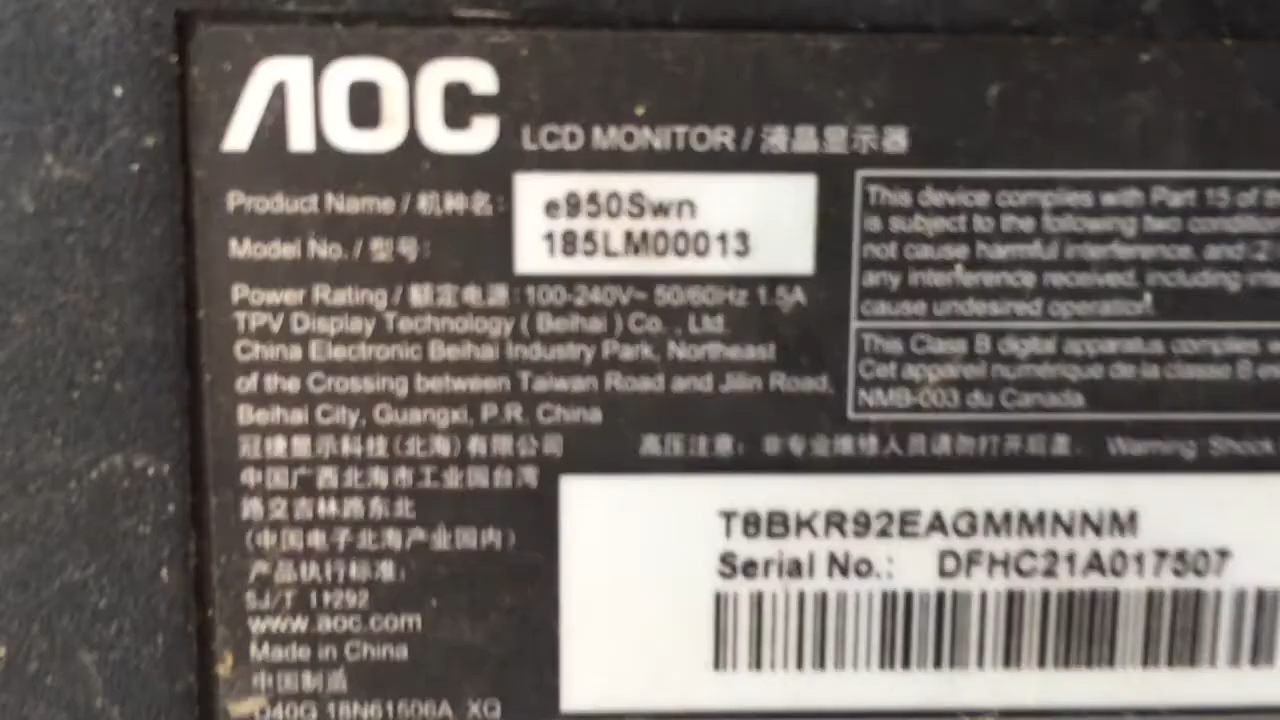 AOC
LCD MONITOR / 液晶显示器
Product Name / 机种名: e950Swn
Model No. / 型号: 185LM00013
Power Rating / 额定电源: 100-240V~ 50/60Hz 1.5A
TPV Display Technology ( Beihai ) Co. , Ltd.
China Electronic Beihai Industry Park, Northeast
of the Crossing between Taiwan Road and Jilin Road,
Beihai City, Guangxi, P.R. China
冠捷显示科技(北海)有限公司
中国广西北海市工业园台湾
路交吉林路东北
(中国电子北海产业园内)
产品执行标准:
SJ/T 11292
www.aoc.com
Made in China
中国制造
Q40G 18N61506A XQ
This device complies with Part 15 of
is subject to the following two
not cause harmful interference, and
any interference received, including
cause undesired operation.
This Class B digital apparatus complies
Cet appareil numérique de la classe B
NMB-003 du Canada
高压注意: 非专业维修人员请勿打开后盖. Warning: Shock
T8BKR92EAGMMNNM
Serial No.: DFHC21A017507